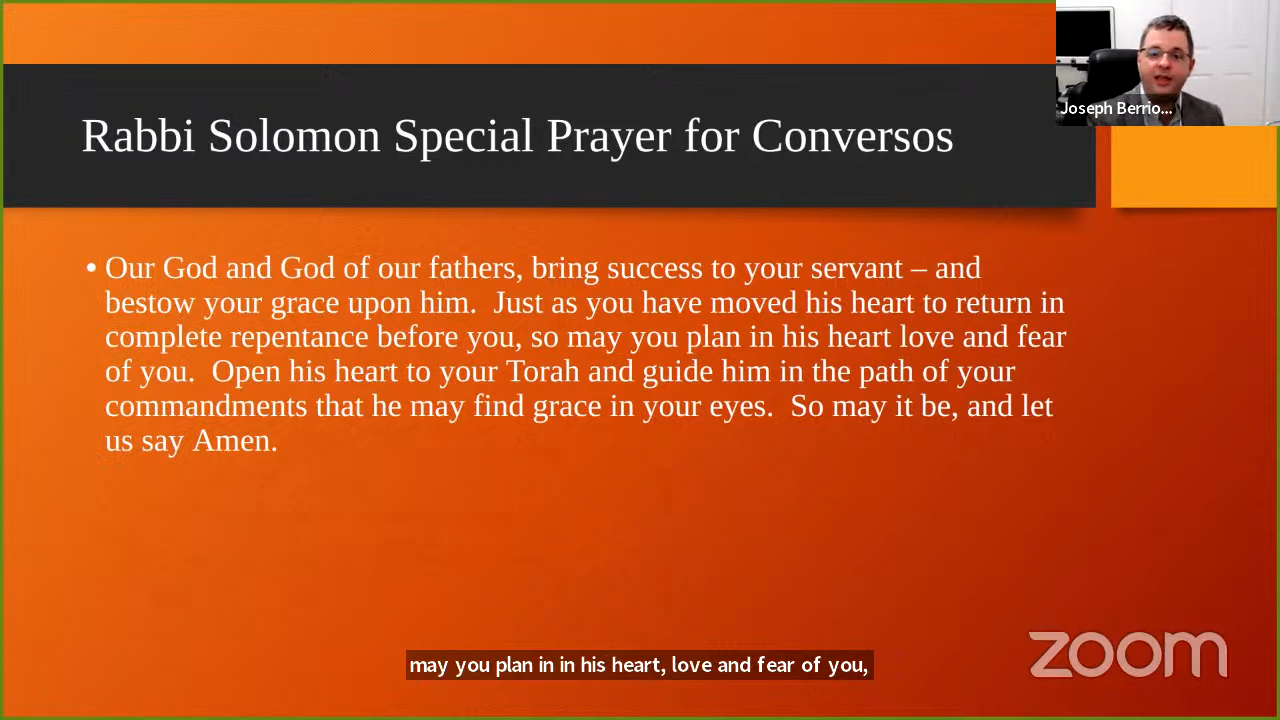 Joseph Berrio...
Rabbi Solomon Special Prayer for Conversos
• Our God and God of our fathers, bring success to your servant – and
bestow your grace upon him.  Just as you have moved his heart to return in
complete repentance before you, so may you plan in his heart love and fear
of you.  Open his heart to your Torah and guide him in the path of your
commandments that he may find grace in your eyes.  So may it be, and let
us say Amen.
may you plan in in his heart, love and fear of you,
zoom